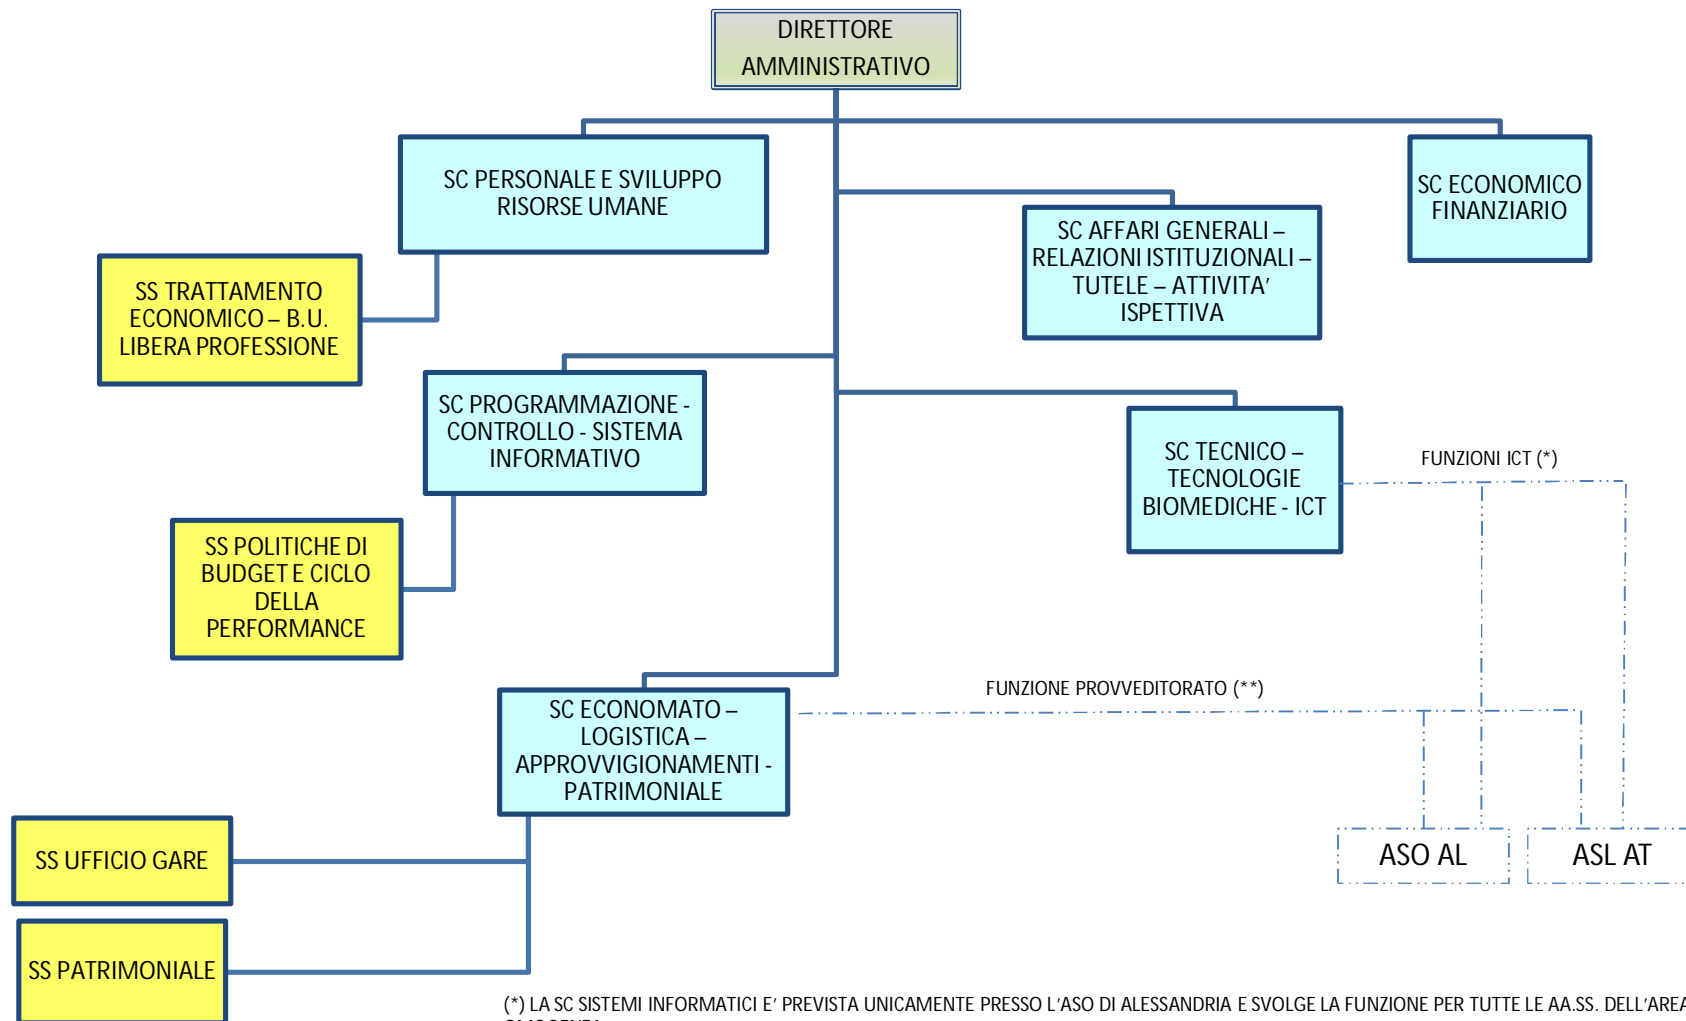 DIRETTORE
AMMINISTRATIVO
SC PERSONALE E SVILUPPO
RISORSE UMANE
SC ECONOMICO
FINANZIARIO
SC AFFARI GENERALI –
RELAZIONI ISTITUZIONALI –
TUTELE – ATTIVITA’
ISPETTIVA
SS TRATTAMENTO
ECONOMICO – B.U.
LIBERA PROFESSIONE
SC PROGRAMMAZIONE -
CONTROLLO - SISTEMA
INFORMATIVO
SC TECNICO –
TECNOLOGIE
BIOMEDICHE - ICT
FUNZIONI ICT (*)
SS POLITICHE DI
BUDGET E CICLO
DELLA
PERFORMANCE
FUNZIONE PROVVEDITORATO (**)
SC ECONOMATO –
LOGISTICA –
APPROVVIGIONAMENTI -
PATRIMONIALE
SS UFFICIO GARE
ASO AL
ASL AT
SS PATRIMONIALE
(*) LA SC SISTEMI INFORMATICI E’ PREVISTA UNICAMENTE PRESSO L’ASO DI ALESSANDRIA E SVOLGE LA FUNZIONE PER TUTTE LE AA.SS. DELL’AREA